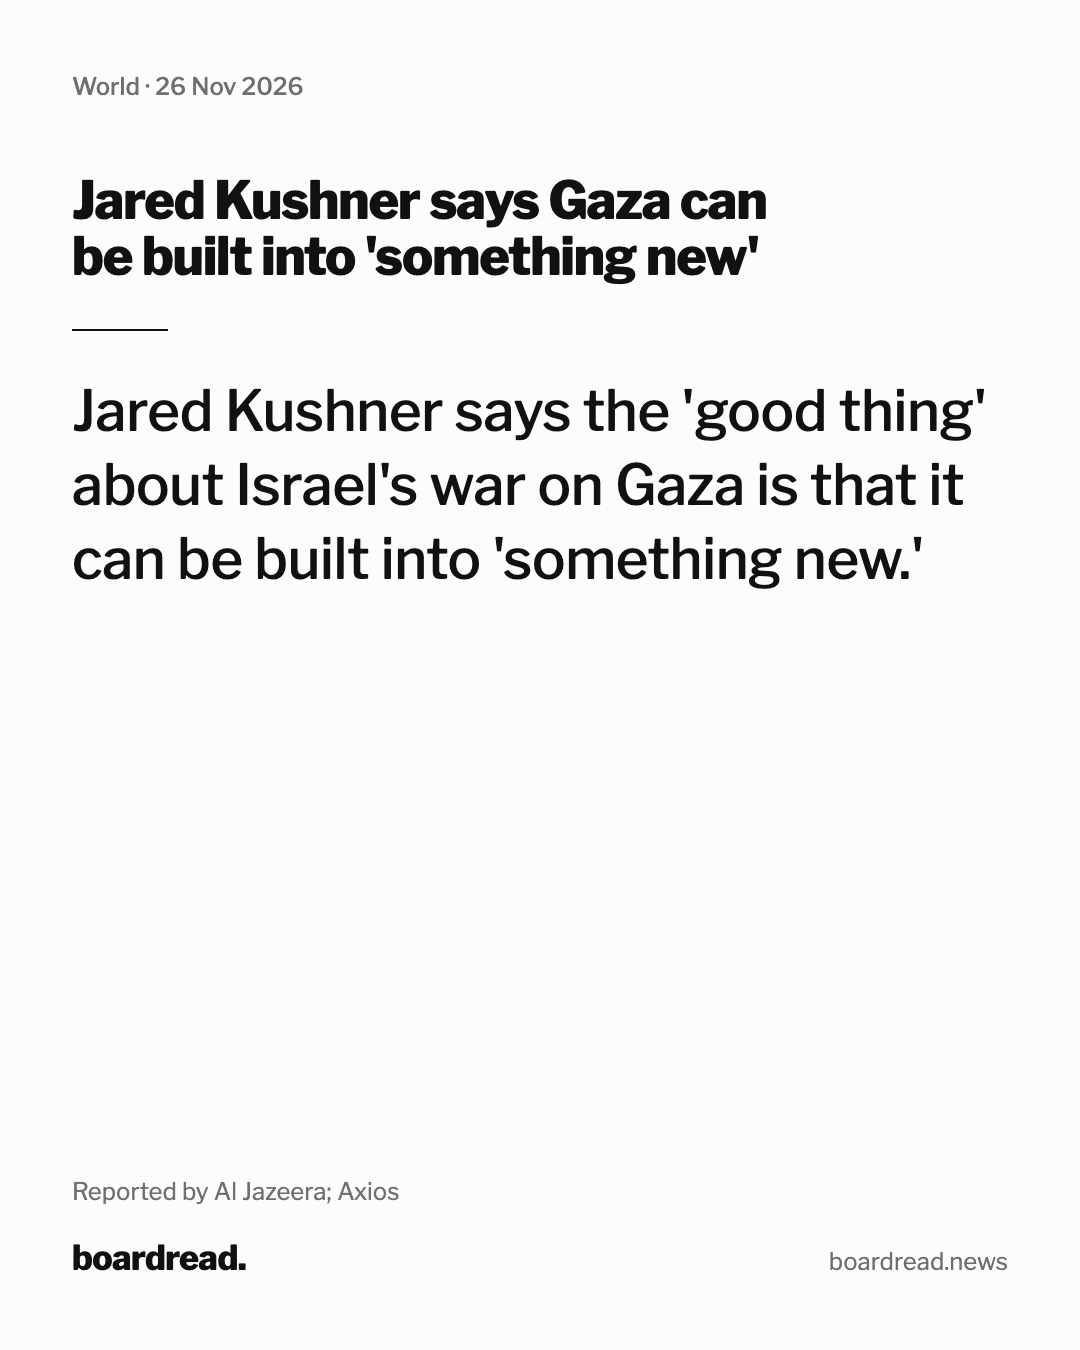 World · 26 Nov 2026
Jared Kushner says Gaza can
be built into 'something new'
Jared Kushner says the 'good thing'
about Israel's war on Gaza is that it
can be built into 'something new.'
Reported by Al Jazeera; Axios
boardread.
boardread.news